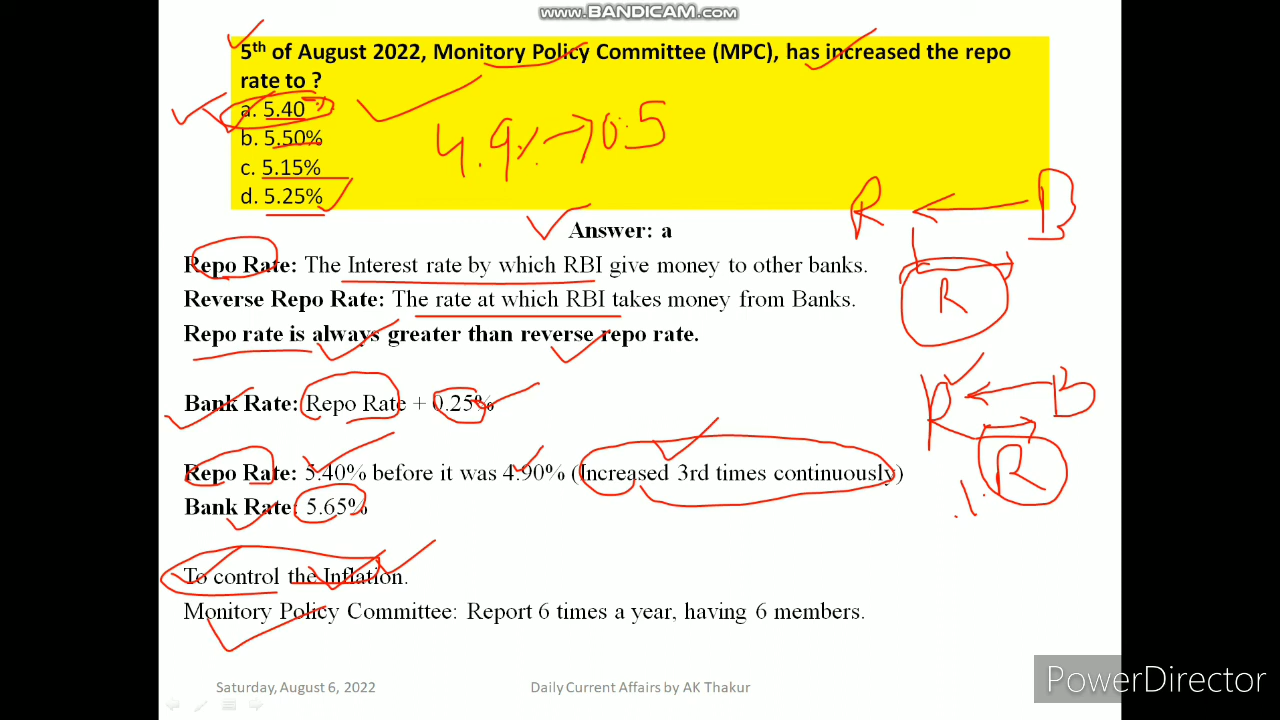 www.BANDICAM.com
5th of August 2022, Monitory Policy Committee (MPC), has increased the repo
rate to ?
a. 5.40
b. 5.50%
c. 5.15%
d. 5.25%
4.9% → 0.5
Answer: a
R ← B
R
Repo Rate: The Interest rate by which RBI give money to other banks.
Reverse Repo Rate: The rate at which RBI takes money from Banks.
Repo rate is always greater than reverse repo rate.
Bank Rate: Repo Rate + 0.25%
R ← B
R
Repo Rate: 5.40% before it was 4.90% (Increased 3rd times continuously)
Bank Rate: 5.65%
To control the Inflation.
Monitory Policy Committee: Report 6 times a year, having 6 members.
Saturday, August 6, 2022
Daily Current Affairs by AK Thakur
PowerDirector